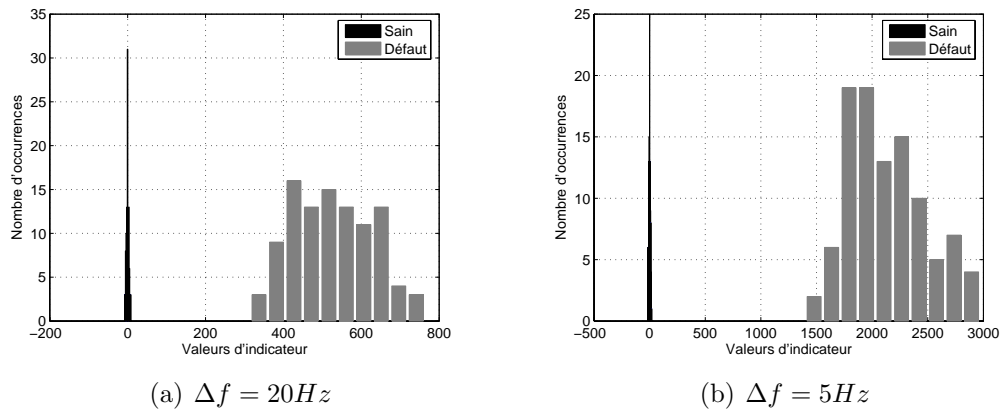 35
30
25
20
15
10
5
0
−200
0
200
400
600
800
Nombre d'occurrences
Valeurs d'indicateur
Sain
Défaut
(a) Δf = 20Hz
25
20
15
10
5
0
−500
0
500
1000
1500
2000
2500
3000
Nombre d'occurrences
Valeurs d'indicateur
Sain
Défaut
(b) Δf = 5Hz